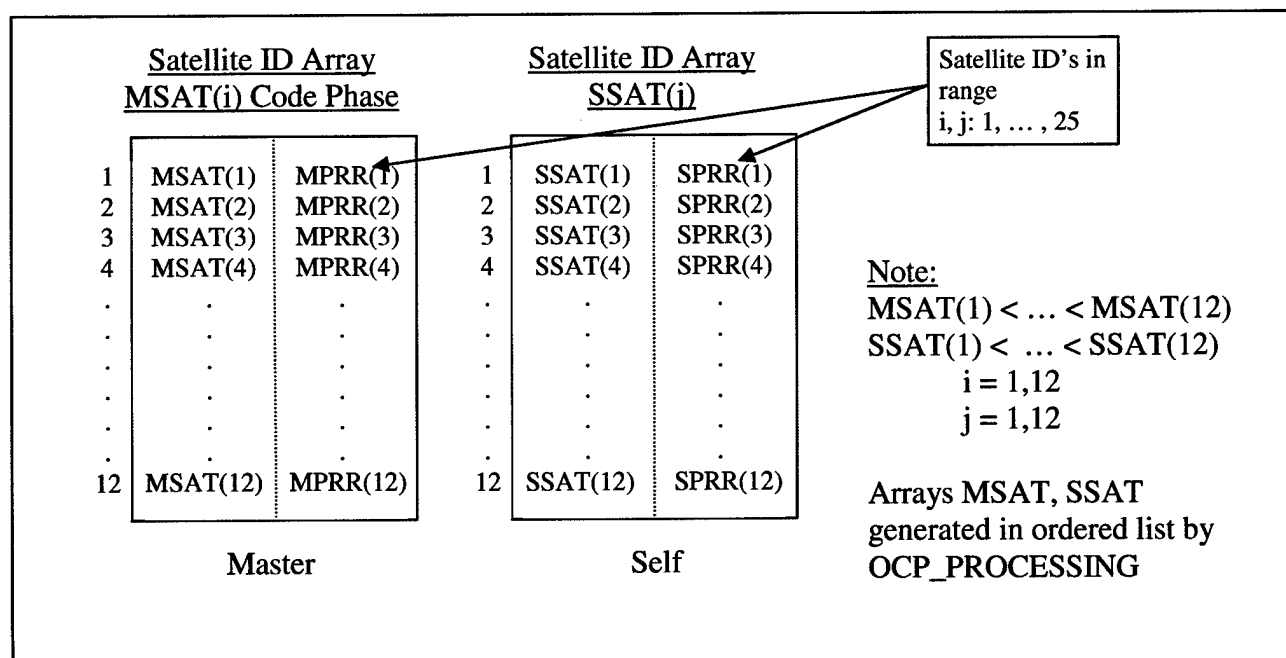 Satellite ID Array
MSAT(i) Code Phase
Satellite ID Array
SSAT(j)
Satellite ID's in
range
i, j: 1, ... , 25
1 MSAT(1) MPRR(1)
2 MSAT(2) MPRR(2)
3 MSAT(3) MPRR(3)
4 MSAT(4) MPRR(4)
. . .
. . .
. . .
. . .
. . .
. . .
12 MSAT(12) MPRR(12)
Master
1 SSAT(1) SPRR(1)
2 SSAT(2) SPRR(2)
3 SSAT(3) SPRR(3)
4 SSAT(4) SPRR(4)
. . .
. . .
. . .
. . .
. . .
. . .
12 SSAT(12) SPRR(12)
Self
Note:
MSAT(1) < ... < MSAT(12)
SSAT(1) < ... < SSAT(12)
i = 1,12
j = 1,12
Arrays MSAT, SSAT
generated in ordered list by
OCP_PROCESSING